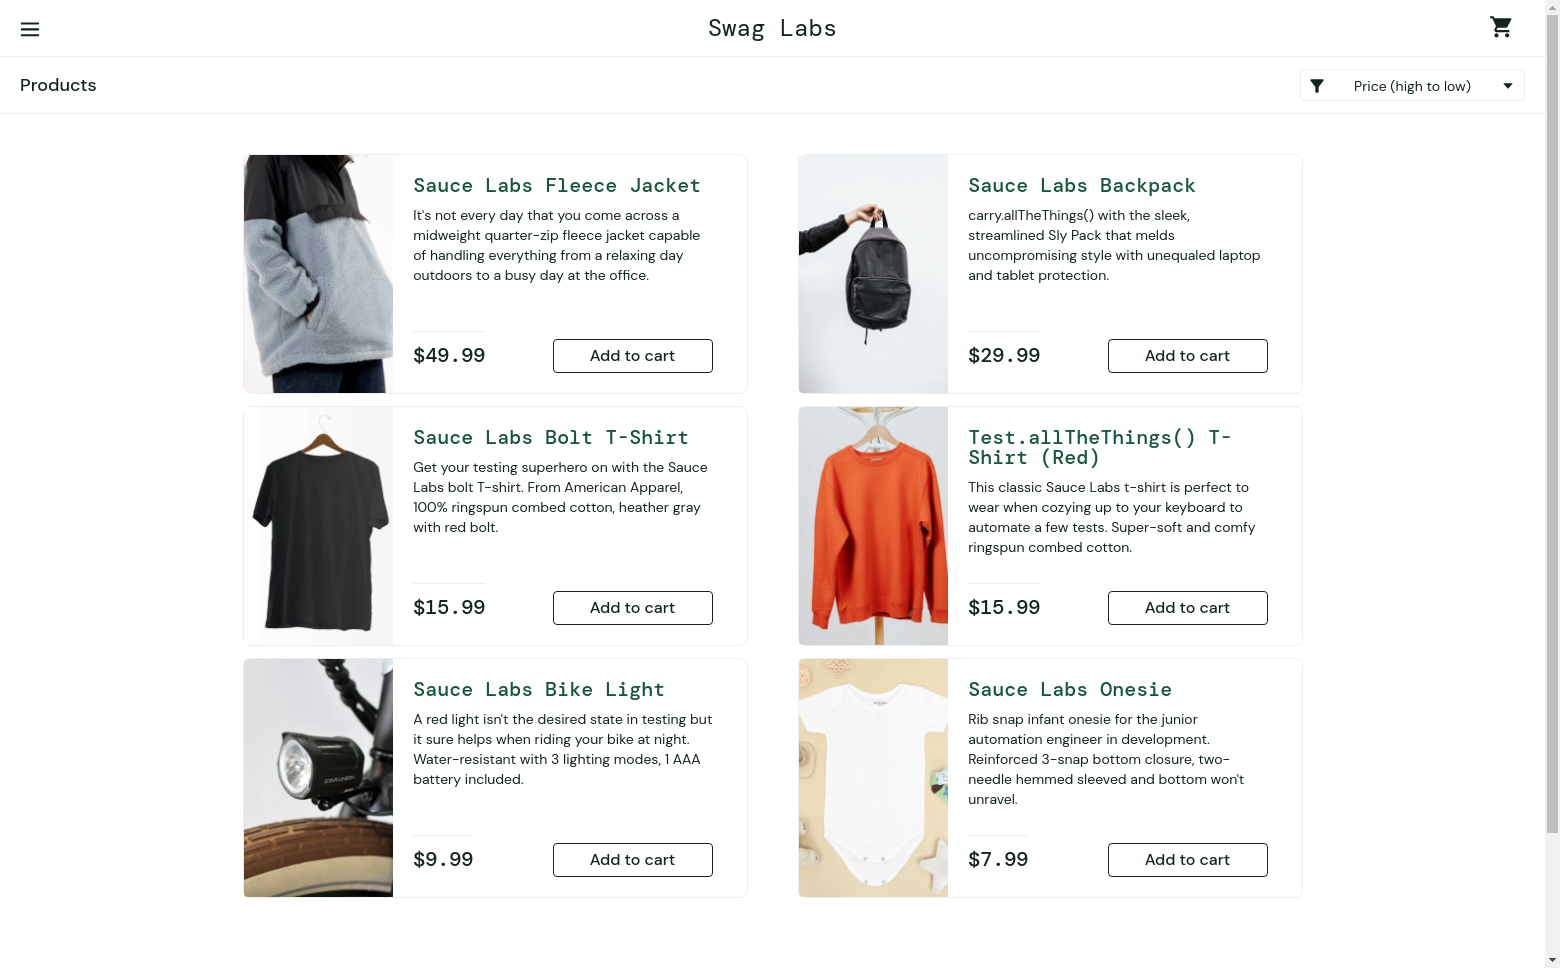 Swag Labs
Products
Price (high to low)
Sauce Labs Fleece Jacket
It's not every day that you come across a
midweight quarter-zip fleece jacket capable
of handling everything from a relaxing day
outdoors to a busy day at the office.
$49.99
Add to cart
Sauce Labs Backpack
carry.allTheThings() with the sleek,
streamlined Sly Pack that melds
uncompromising style with unequaled laptop
and tablet protection.
$29.99
Add to cart
Sauce Labs Bolt T-Shirt
Get your testing superhero on with the Sauce
Labs bolt T-shirt. From American Apparel,
100% ringspun combed cotton, heather gray
with red bolt.
$15.99
Add to cart
Test.allTheThings() T-
Shirt (Red)
This classic Sauce Labs t-shirt is perfect to
wear when cozying up to your keyboard to
automate a few tests. Super-soft and comfy
ringspun combed cotton.
$15.99
Add to cart
STAR UNION
Sauce Labs Bike Light
A red light isn't the desired state in testing but
it sure helps when riding your bike at night.
Water-resistant with 3 lighting modes, 1 AAA
battery included.
$9.99
Add to cart
Sauce Labs Onesie
Rib snap infant onesie for the junior
automation engineer in development.
Reinforced 3-snap bottom closure, two-
needle hemmed sleeved and bottom won't
unravel.
$7.99
Add to cart